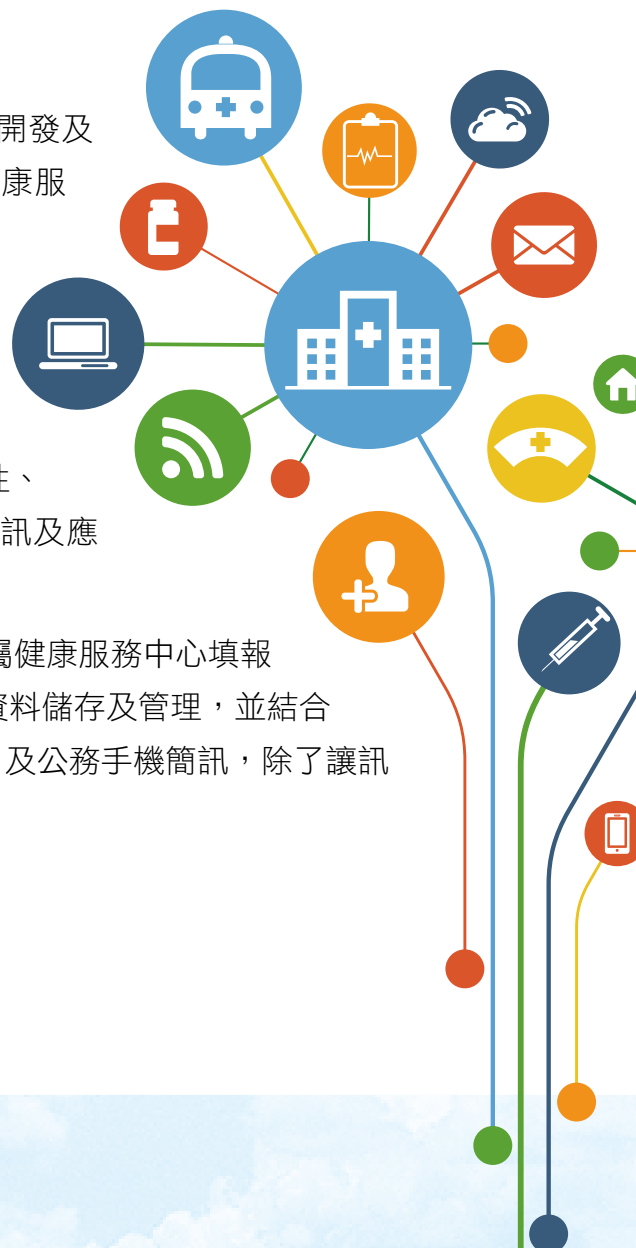 開發及
康服
性、
訊及應
屬健康服務中心填報
資料儲存及管理，並結合
及公務手機簡訊，除了讓訊